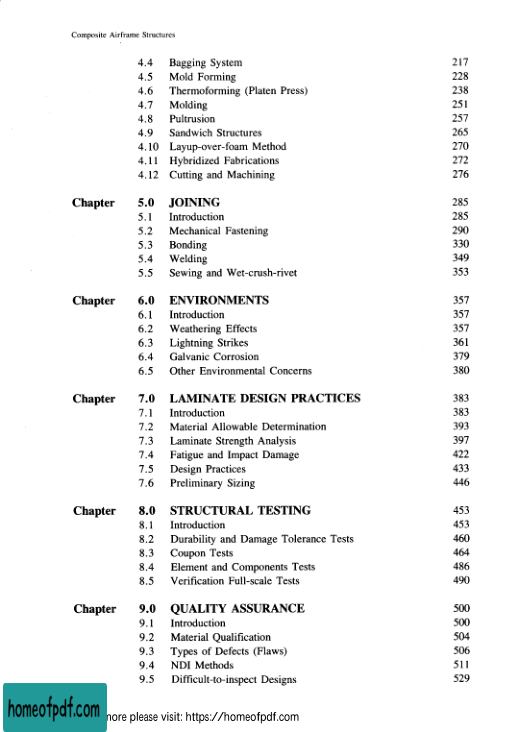 Composite Airframe Structures
4.4 Bagging System 217
4.5 Mold Forming 228
4.6 Thermoforming (Platen Press) 238
4.7 Molding 251
4.8 Pultrusion 257
4.9 Sandwich Structures 265
4.10 Layup-over-foam Method 270
4.11 Hybridized Fabrications 272
4.12 Cutting and Machining 276
Chapter 5.0 JOINING 285
5.1 Introduction 285
5.2 Mechanical Fastening 290
5.3 Bonding 330
5.4 Welding 349
5.5 Sewing and Wet-crush-rivet 353
Chapter 6.0 ENVIRONMENTS 357
6.1 Introduction 357
6.2 Weathering Effects 357
6.3 Lightning Strikes 361
6.4 Galvanic Corrosion 379
6.5 Other Environmental Concerns 380
Chapter 7.0 LAMINATE DESIGN PRACTICES 383
7.1 Introduction 383
7.2 Material Allowable Determination 393
7.3 Laminate Strength Analysis 397
7.4 Fatigue and Impact Damage 422
7.5 Design Practices 433
7.6 Preliminary Sizing 446
Chapter 8.0 STRUCTURAL TESTING 453
8.1 Introduction 453
8.2 Durability and Damage Tolerance Tests 460
8.3 Coupon Tests 464
8.4 Element and Components Tests 486
8.5 Verification Full-scale Tests 490
Chapter 9.0 QUALITY ASSURANCE 500
9.1 Introduction 500
9.2 Material Qualification 504
9.3 Types of Defects (Flaws) 506
9.4 NDI Methods 511
9.5 Difficult-to-inspect Designs 529
homeofpdf.com
please visit: https://homeofpdf.com